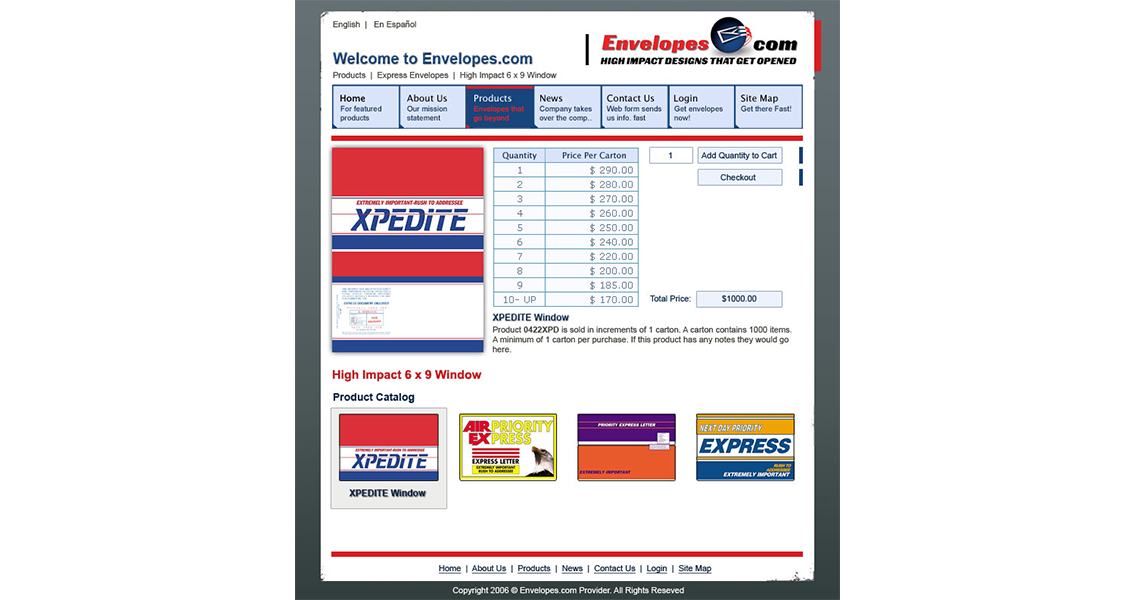 English | En Español
Envelopes com
HIGH IMPACT DESIGNS THAT GET OPENED
Welcome to Envelopes.com
Products | Express Envelopes | High Impact 6 x 9 Window
Home
For featured
products
About Us
Our mission
statement
Products
Envelopes that
go beyond
News
Company takes
over the comp..
Contact Us
Web form sends
us info. fast
Login
Get envelopes
now!
Site Map
Get there Fast!
EXTREMELY IMPORTANT-RUSH TO ADDRESSEE
XPEDITE
Quantity Price Per Carton
1 $ 290.00
2 $ 280.00
3 $ 270.00
4 $ 260.00
5 $ 250.00
6 $ 240.00
7 $ 220.00
8 $ 200.00
9 $ 185.00
10- UP $ 170.00
1 Add Quantity to Cart
Checkout
Total Price: $1000.00
XPEDITE Window
Product 0422XPD is sold in increments of 1 carton. A carton contains 1000 items.
A minimum of 1 carton per purchase. If this product has any notes they would go
here.
High Impact 6 x 9 Window
Product Catalog
EXTREMELY IMPORTANT-RUSH TO ADDRESSEE
XPEDITE
XPEDITE Window
AIR PRIORITY
EXPRESS
EXPRESS LETTER
EXTREMELY IMPORTANT
RUSH TO ADDRESSEE
PRIORITY EXPRESS LETTER
EXTREMELY IMPORTANT
NEXT DAY PRIORITY
EXPRESS
RUSH TO
ADDRESSEE
EXTREMELY IMPORTANT
Home | About Us | Products | News | Contact Us | Login | Site Map
Copyright 2006 © Envelopes.com Provider. All Rights Reseved